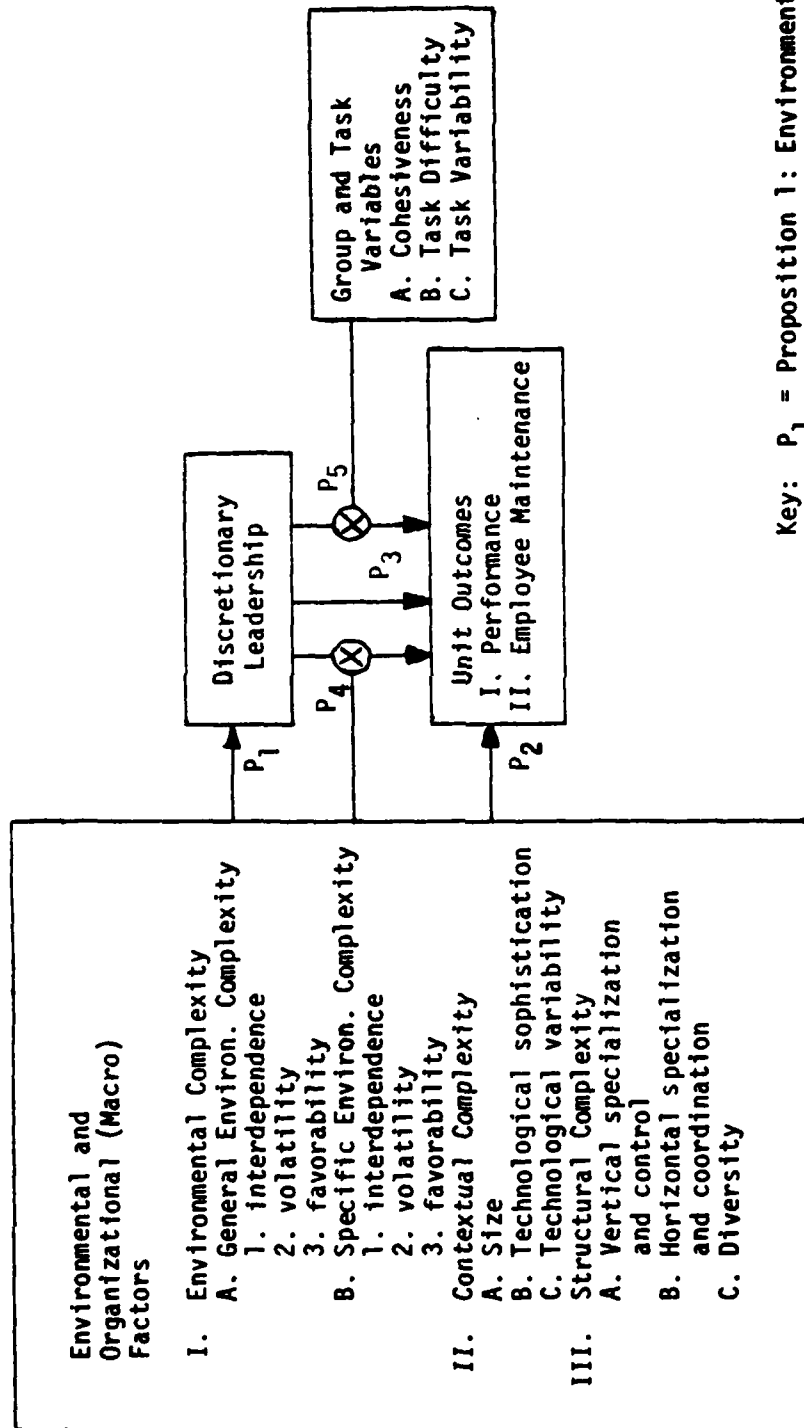 Environmental and
Organizational (Macro)
Factors
I. Environmental Complexity
A. General Environ. Complexity
1. interdependence
2. volatility
3. favorability
B. Specific Environ. Complexity
1. interdependence
2. volatility
3. favorability
II. Contextual Complexity
A. Size
B. Technological sophistication
C. Technological variability
III. Structural Complexity
A. Vertical specialization
and control
B. Horizontal specialization
and coordination
C. Diversity
P1
P2
Discretionary
Leadership
P4
P3
P5
Unit Outcomes
I. Performance
II. Employee Maintenance
Group and Task
Variables
A. Cohesiveness
B. Task Difficulty
C. Task Variability
Key: P1 = Proposition 1: Environment